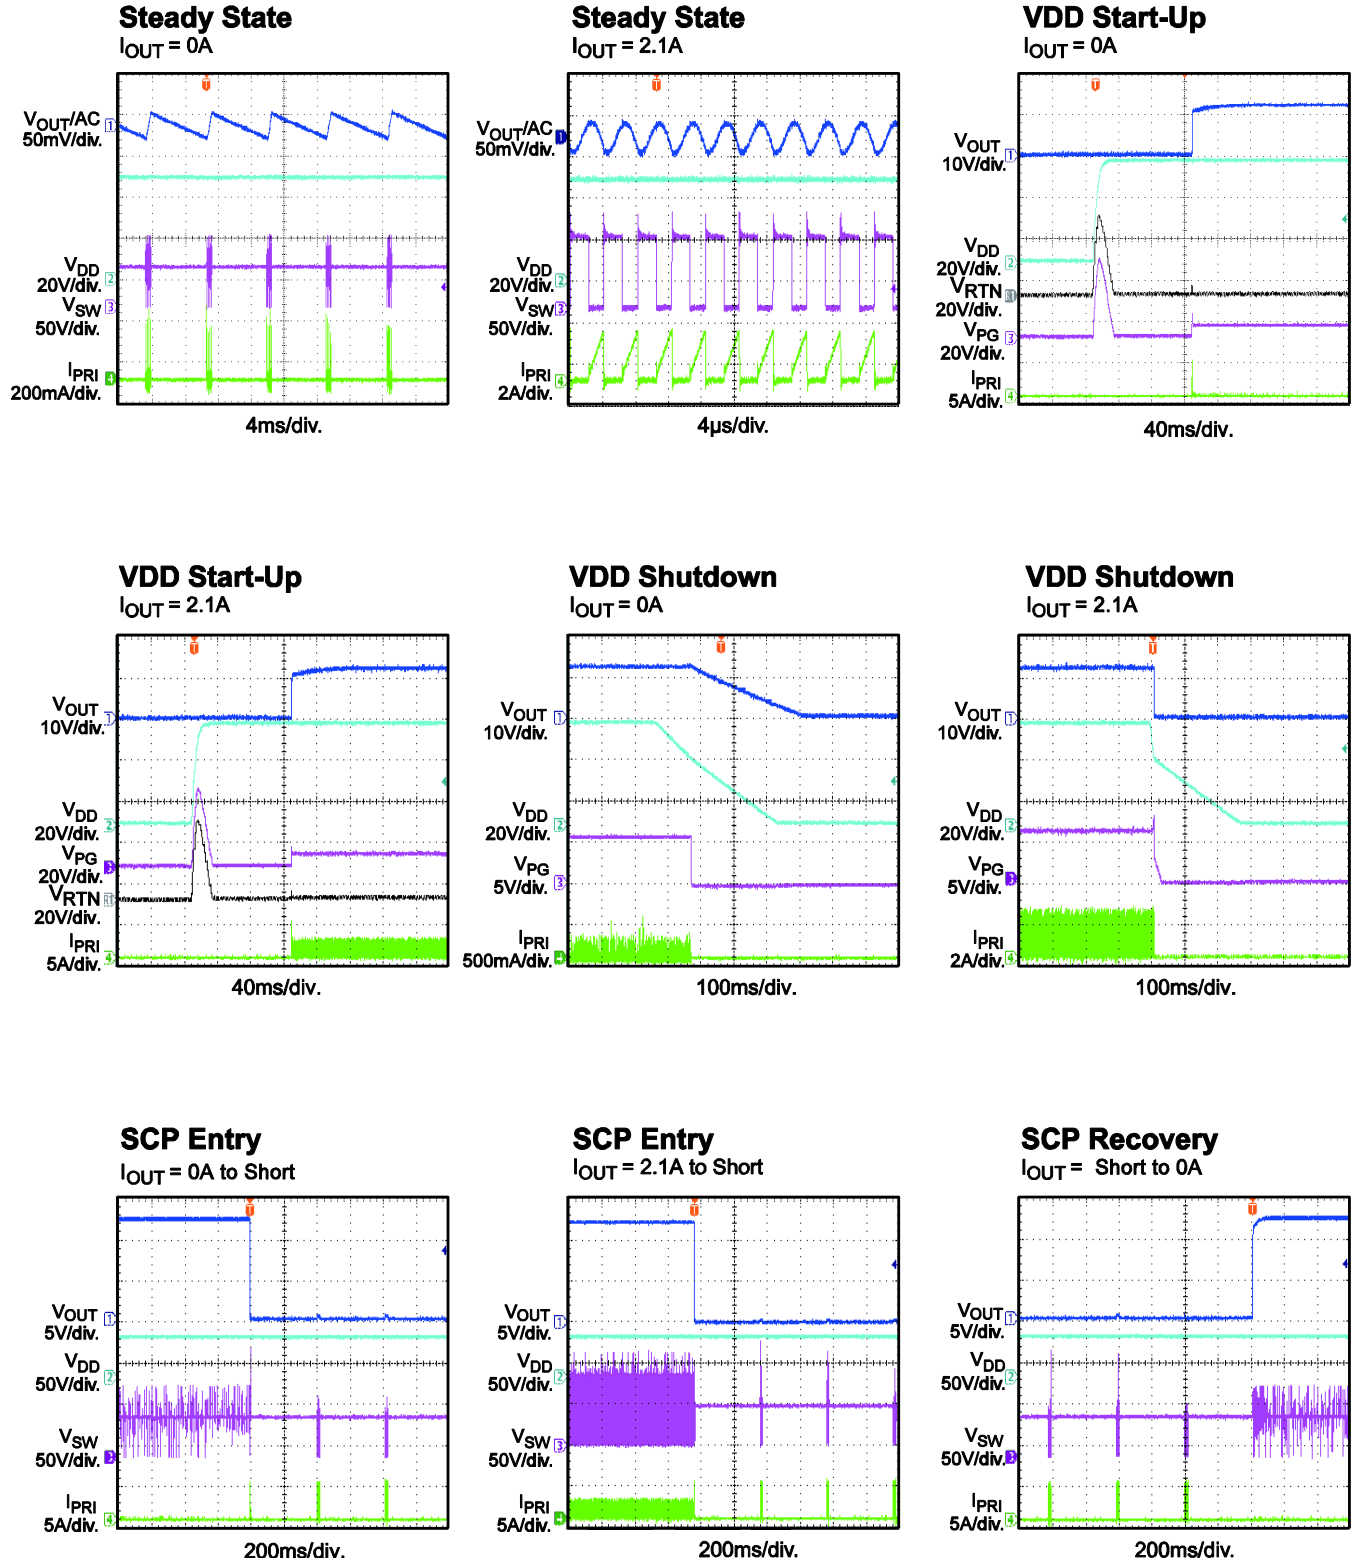 Steady State
IOUT = 0A
VOUT/AC
50mV/div.
VDD
20V/div.
VSW
50V/div.
IPRI
200mA/div.
4ms/div.
Steady State
IOUT = 2.1A
VOUT/AC
50mV/div.
VDD
20V/div.
VSW
50V/div.
IPRI
2A/div.
4µs/div.
VDD Start-Up
IOUT = 0A
VOUT
10V/div.
VDD
20V/div.
VRTN
20V/div.
VPG
20V/div.
IPRI
5A/div.
40ms/div.
VDD Start-Up
IOUT = 2.1A
VOUT
10V/div.
VDD
20V/div.
VPG
20V/div.
VRTN
20V/div.
IPRI
5A/div.
40ms/div.
VDD Shutdown
IOUT = 0A
VOUT
10V/div.
VDD
20V/div.
VPG
5V/div.
IPRI
500mA/div.
100ms/div.
VDD Shutdown
IOUT = 2.1A
VOUT
10V/div.
VDD
20V/div.
VPG
5V/div.
IPRI
2A/div.
100ms/div.
SCP Entry
IOUT = 0A to Short
VOUT
5V/div.
VDD
50V/div.
VSW
50V/div.
IPRI
5A/div.
200ms/div.
SCP Entry
IOUT = 2.1A to Short
VOUT
5V/div.
VDD
50V/div.
VSW
50V/div.
IPRI
5A/div.
200ms/div.
SCP Recovery
IOUT = Short to 0A
VOUT
5V/div.
VDD
50V/div.
VSW
50V/div.
IPRI
5A/div.
200ms/div.